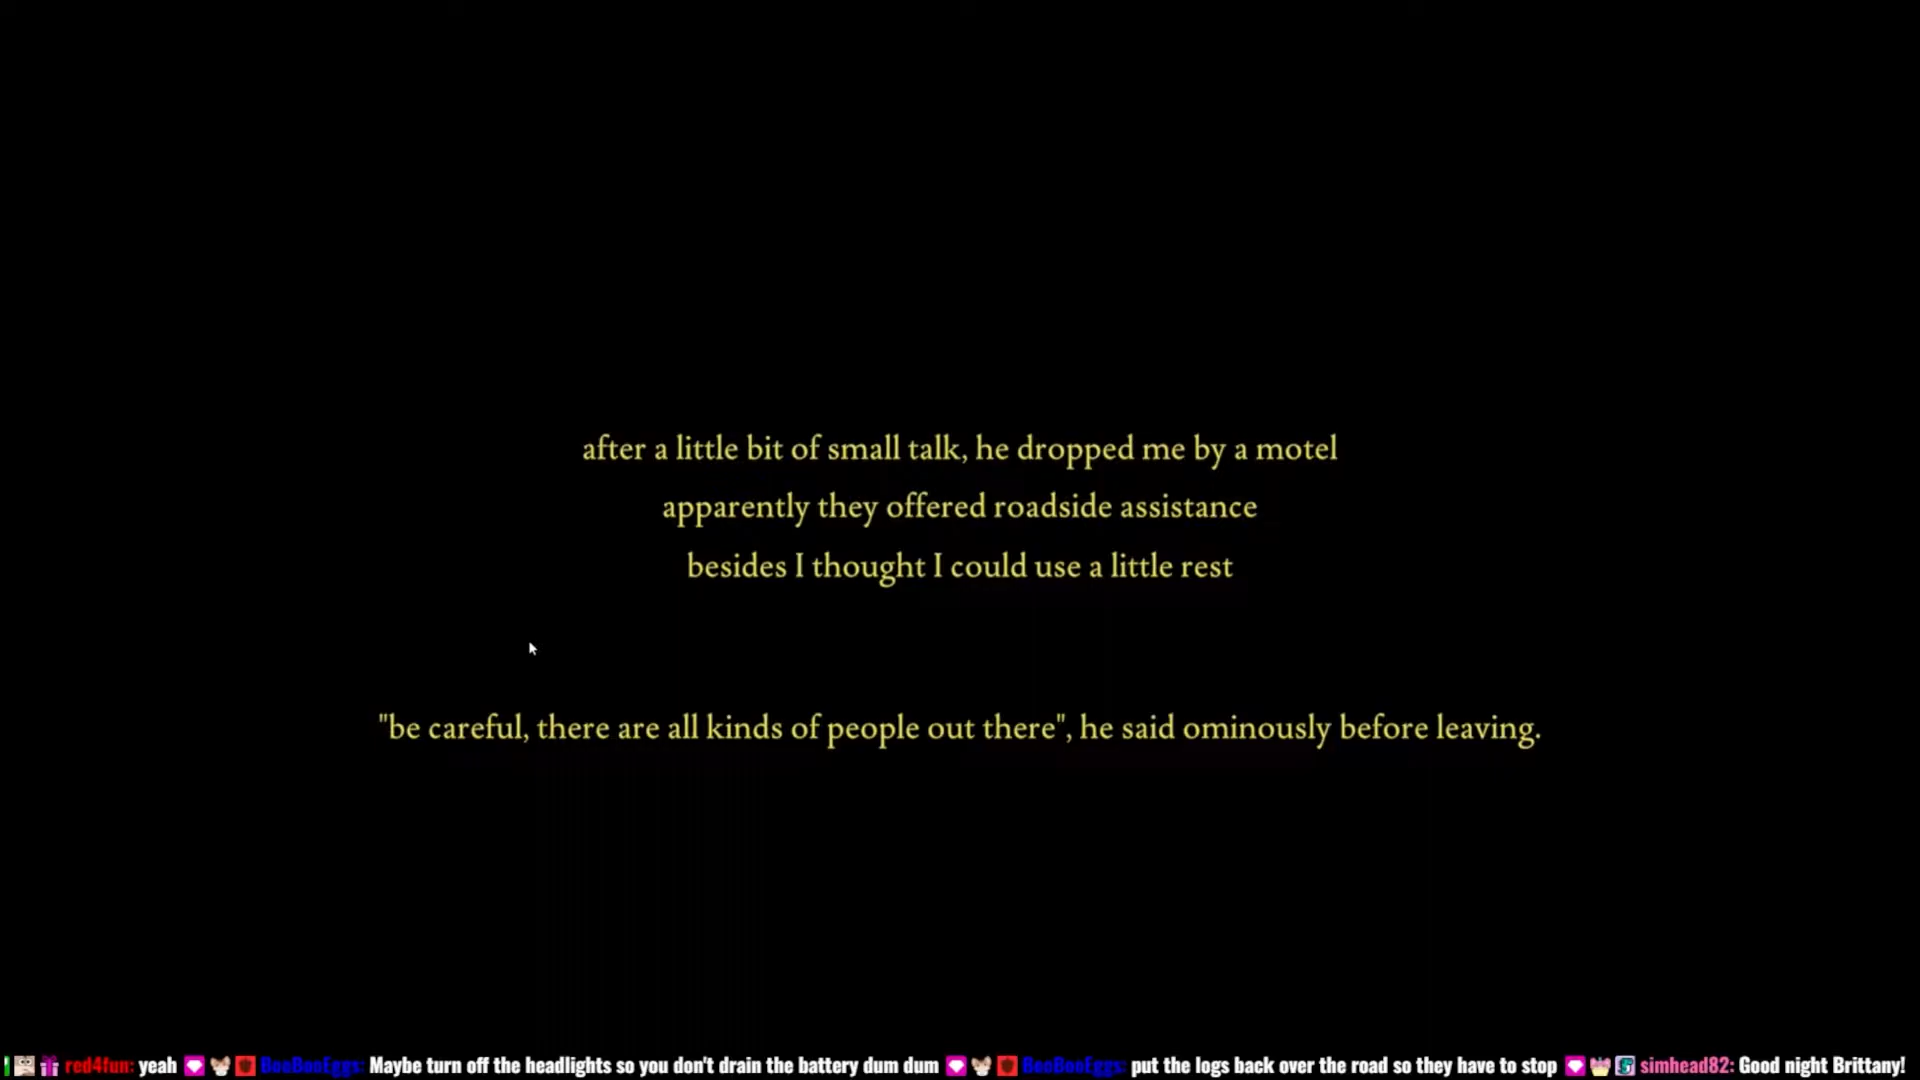 after a little bit of small talk, he dropped me by a motel
apparently they offered roadside assistance
besides I thought I could use a little rest
"be careful, there are all kinds of people out there", he said ominously before leaving.
red4fun: yeah BooBooEggs: Maybe turn off the headlights so you don't drain the battery dum dum BooBooEggs: put the logs back over the road so they have to stop simhead82: Good night Brittany!